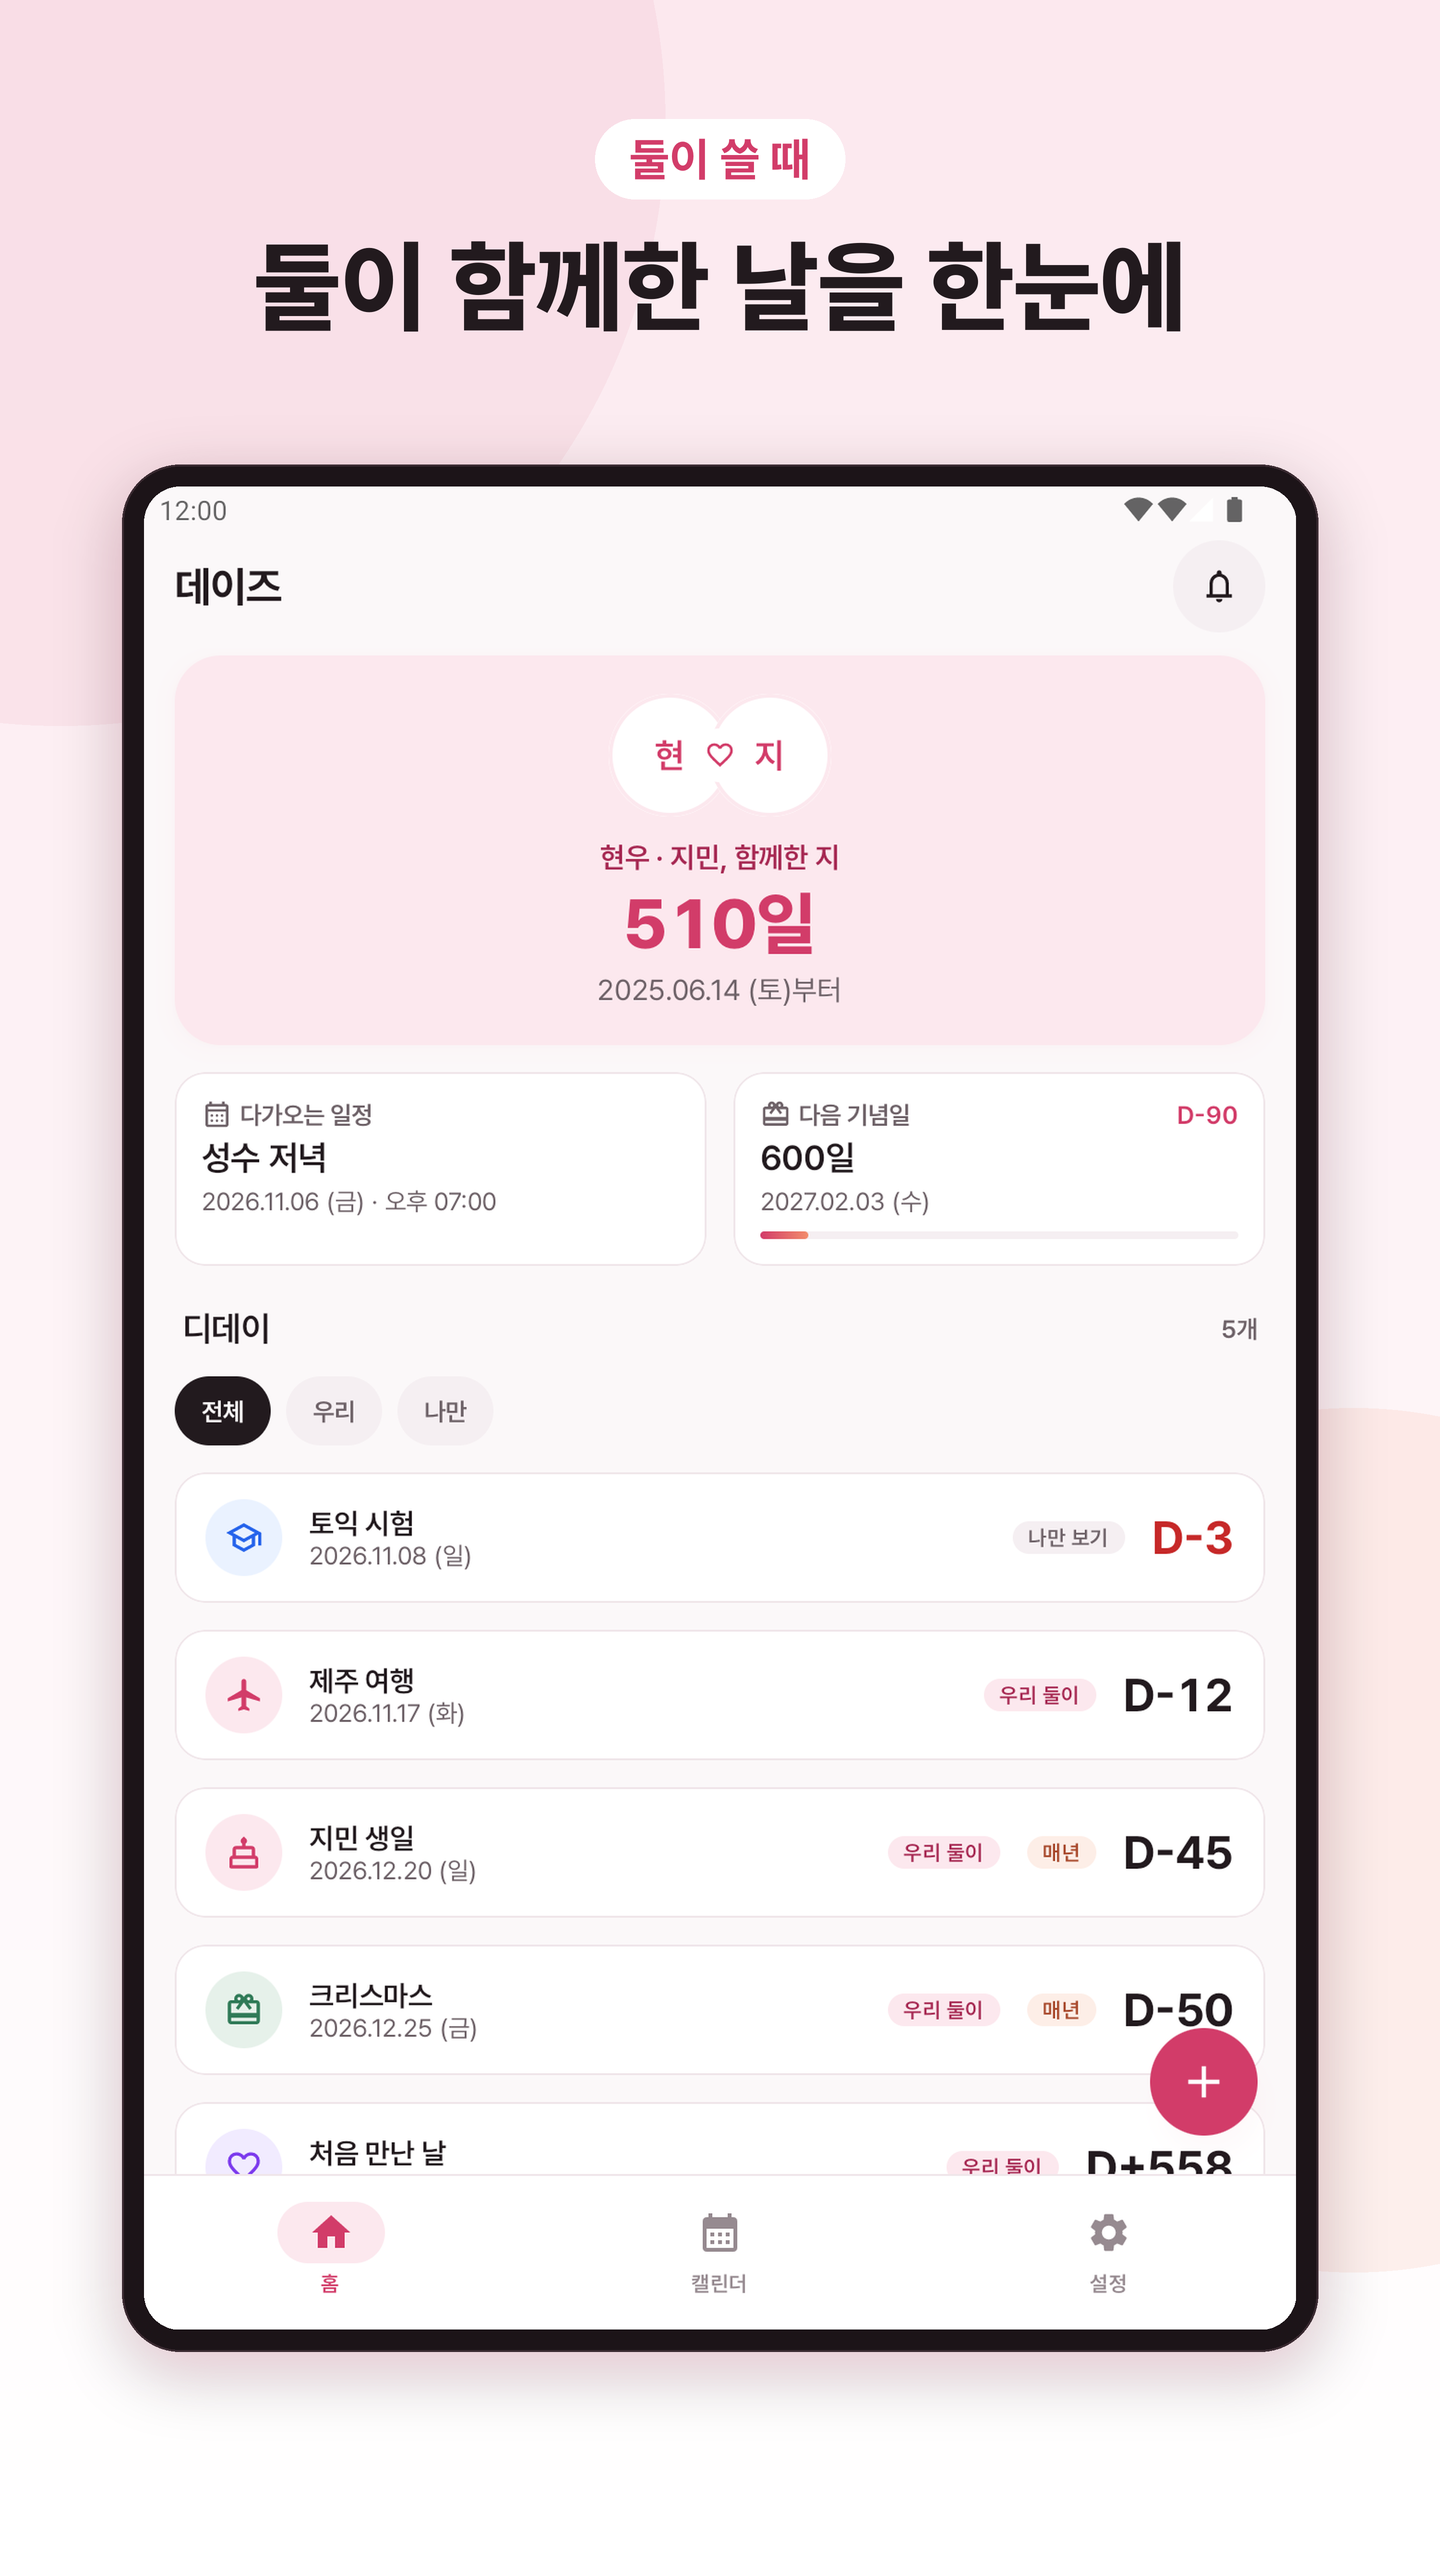 둘이 쓸 때
둘이 함께한 날을 한눈에
12:00
데이즈
현 지
현우 · 지민, 함께한 지
510일
2025.06.14 (토)부터
다가오는 일정
성수 저녁
2026.11.06 (금) · 오후 07:00
다음 기념일 D-90
600일
2027.02.03 (수)
디데이 5개
전체 우리 나만
토익 시험
2026.11.08 (일)
나만 보기 D-3
제주 여행
2026.11.17 (화)
우리 둘이 D-12
지민 생일
2026.12.20 (일)
우리 둘이 매년 D-45
크리스마스
2026.12.25 (금)
우리 둘이 매년 D-50
처음 만난 날
우리 둘이 D+558
홈 캘린더 설정